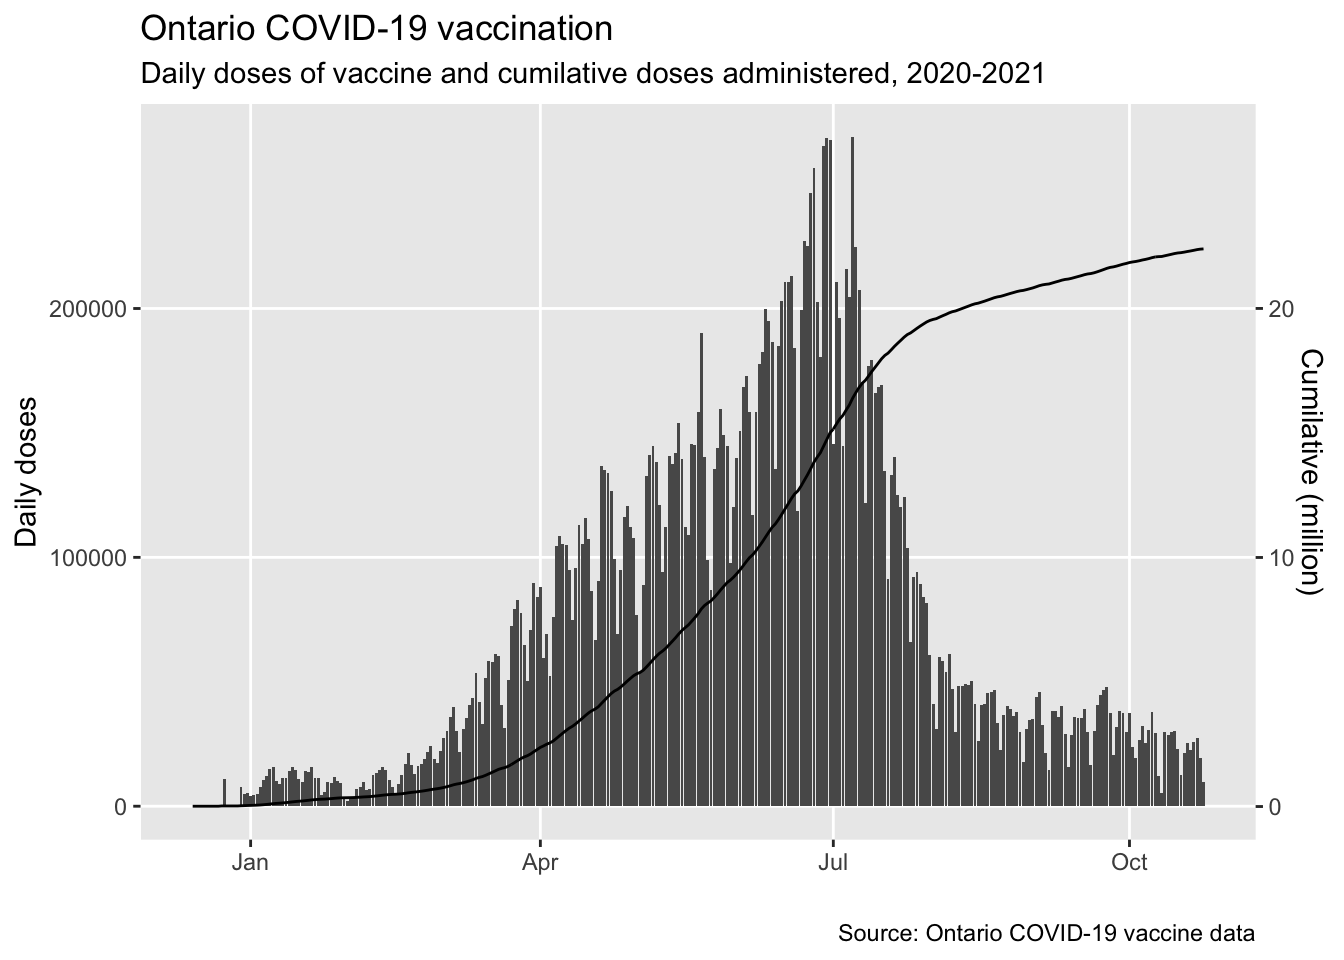 Ontario COVID-19 vaccination
Daily doses of vaccine and cumilative doses administered, 2020-2021
Daily doses
200000
100000
0
20
10
0
Cumilative (million)
Jan Apr Jul Oct
Source: Ontario COVID-19 vaccine data